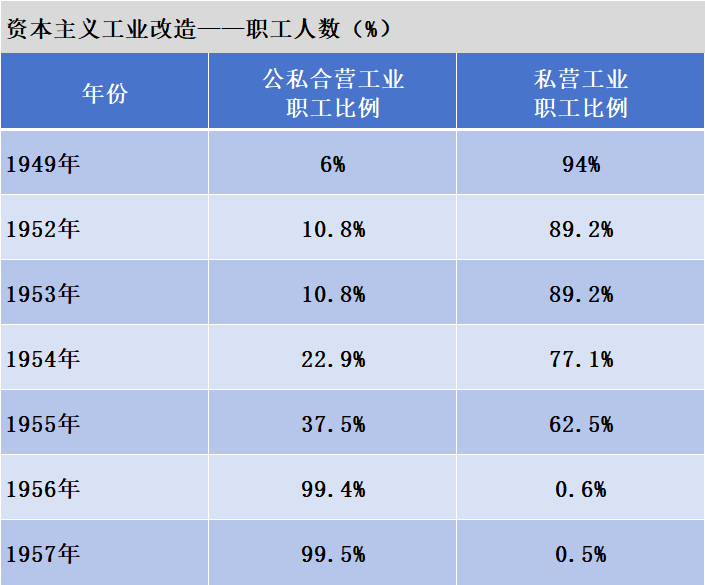 资本主义工业改造——职工人数（%）
年份 公私合营工业职工比例 私营工业职工比例
1949年 6% 94%
1952年 10.8% 89.2%
1953年 10.8% 89.2%
1954年 22.9% 77.1%
1955年 37.5% 62.5%
1956年 99.4% 0.6%
1957年 99.5% 0.5%